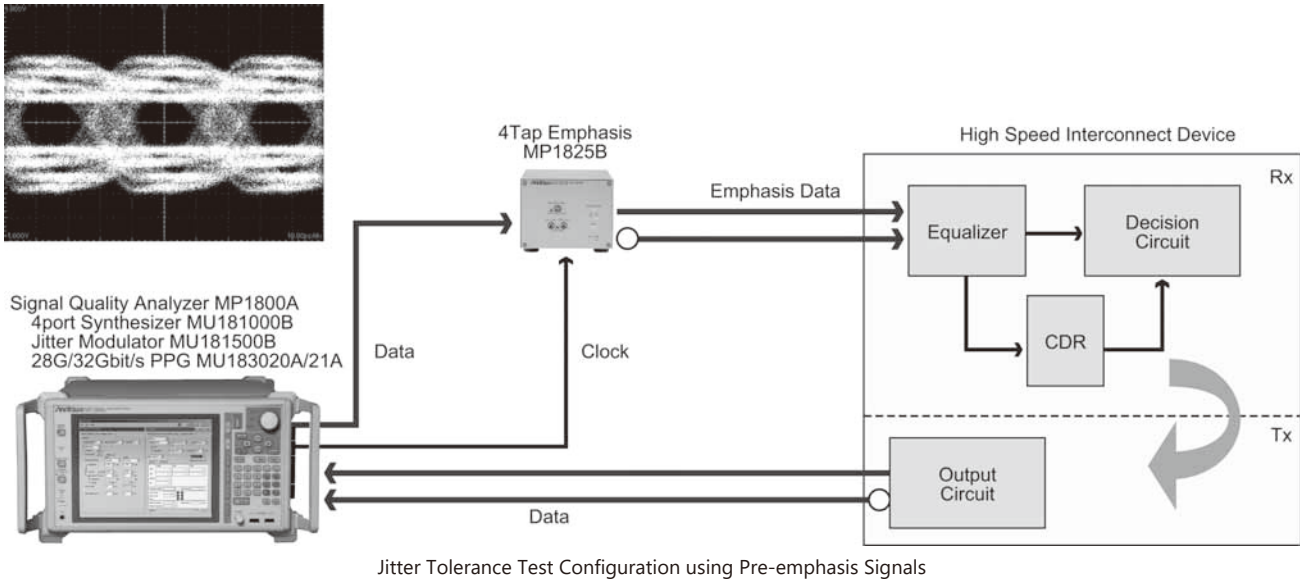 4Tap Emphasis
MP1825B
High Speed Interconnect Device
Rx
Emphasis Data
Equalizer
Decision
Circuit
CDR
Signal Quality Analyzer MP1800A
4port Synthesizer MU181000B
Jitter Modulator MU181500B
28G/32Gbit/s PPG MU183020A/21A
Data
Clock
Tx
Output
Circuit
Data
Jitter Tolerance Test Configuration using Pre-emphasis Signals